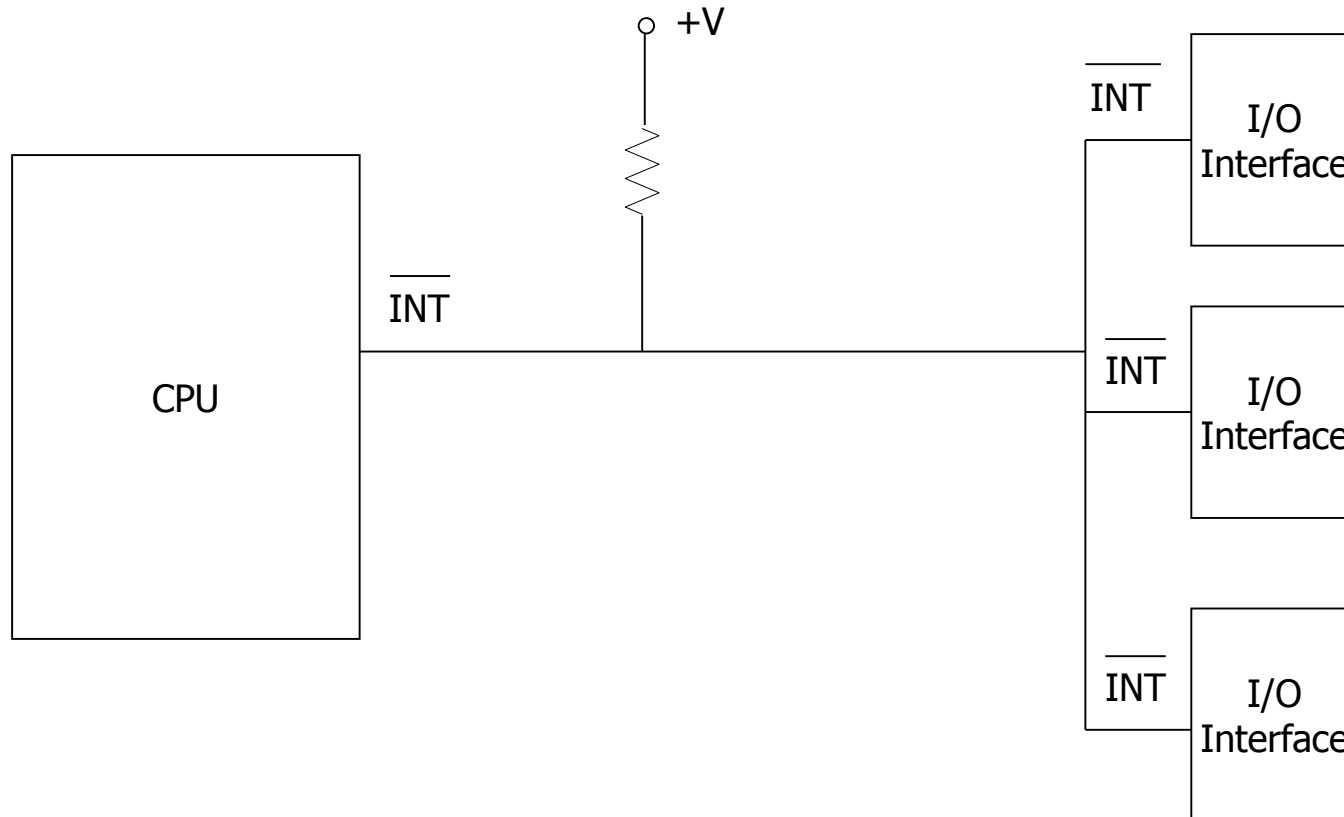 +V
INT
I/O
Interface
INT
CPU
INT
I/O
Interface
INT
I/O
Interface